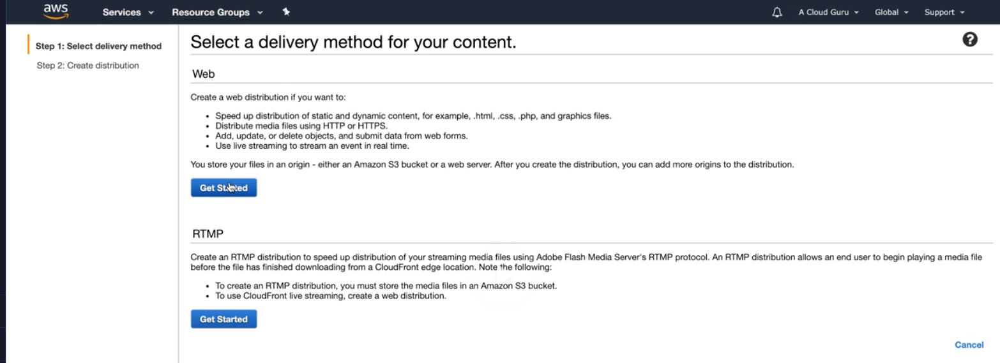 aws Services Resource Groups A Cloud Guru Global Support
Step 1: Select delivery method
Step 2: Create distribution
Select a delivery method for your content.
Web
Create a web distribution if you want to:
• Speed up distribution of static and dynamic content, for example, .html, .css, .php, and graphics files.
• Distribute media files using HTTP or HTTPS.
• Add, update, or delete objects, and submit data from web forms.
• Use live streaming to stream an event in real time.
You store your files in an origin - either an Amazon S3 bucket or a web server. After you create the distribution, you can add more origins to the distribution.
Get Started
RTMP
Create an RTMP distribution to speed up distribution of your streaming media files using Adobe Flash Media Server's RTMP protocol. An RTMP distribution allows an end user to begin playing a media file
before the file has finished downloading from a CloudFront edge location. Note the following:
• To create an RTMP distribution, you must store the media files in an Amazon S3 bucket.
• To use CloudFront live streaming, create a web distribution.
Get Started
Cancel